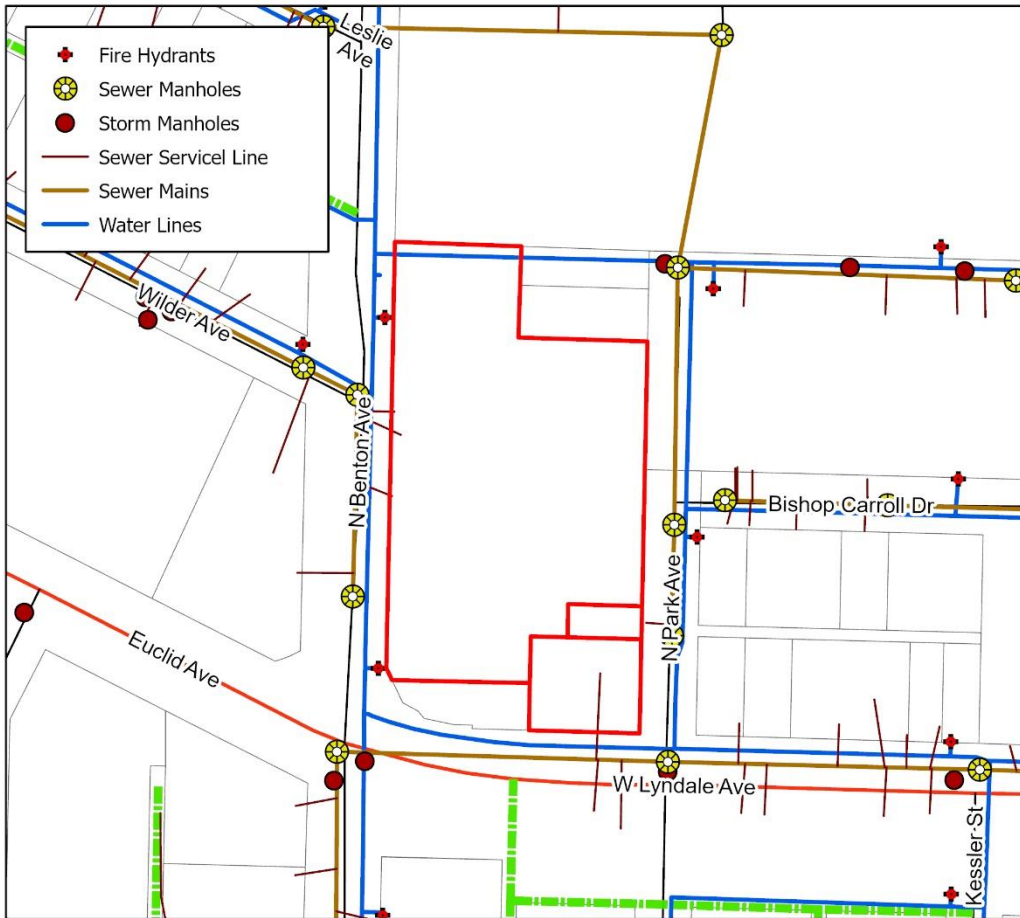 Leslie
Ave
Fire Hydrants
Sewer Manholes
Storm Manholes
Sewer Servicel Line
Sewer Mains
Water Lines
Wilder Ave
N Benton Ave
Bishop Carroll Dr
N Park Ave
Euclid Ave
W Lyndale Ave
Kessler St